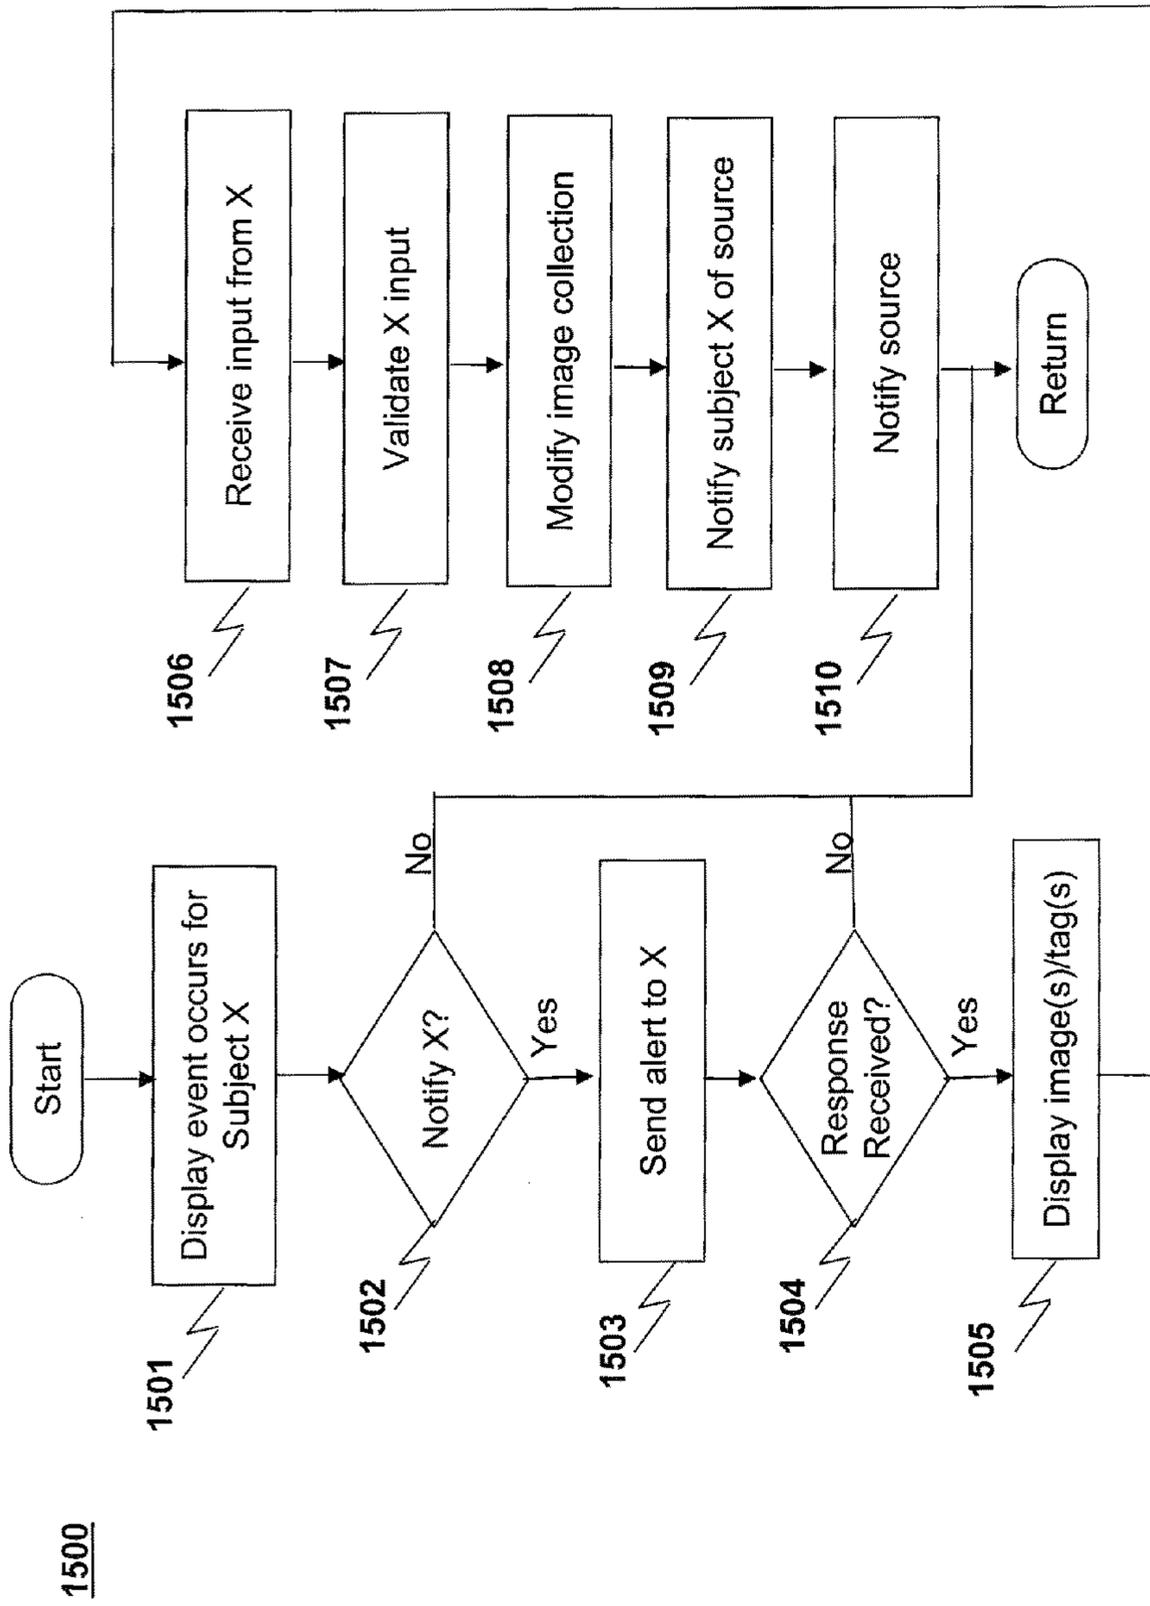 1500
Start
1501
Display event occurs for
Subject X
1502
Notify X?
No
Yes
1503
Send alert to X
1504
Response
Received?
No
Yes
1505
Display image(s)/tag(s)
1506
Receive input from X
1507
Validate X input
1508
Modify image collection
1509
Notify subject X of source
1510
Notify source
Return